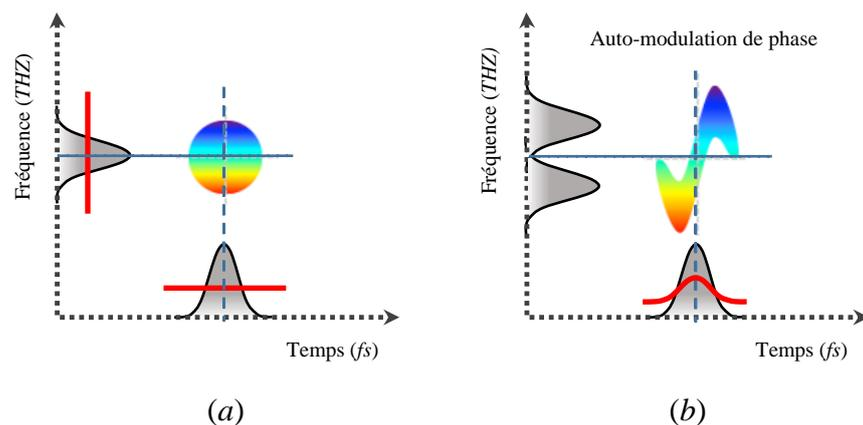 Fréquence (THZ)
Temps (fs)
(a)
Auto-modulation de phase
Fréquence (THZ)
Temps (fs)
(b)